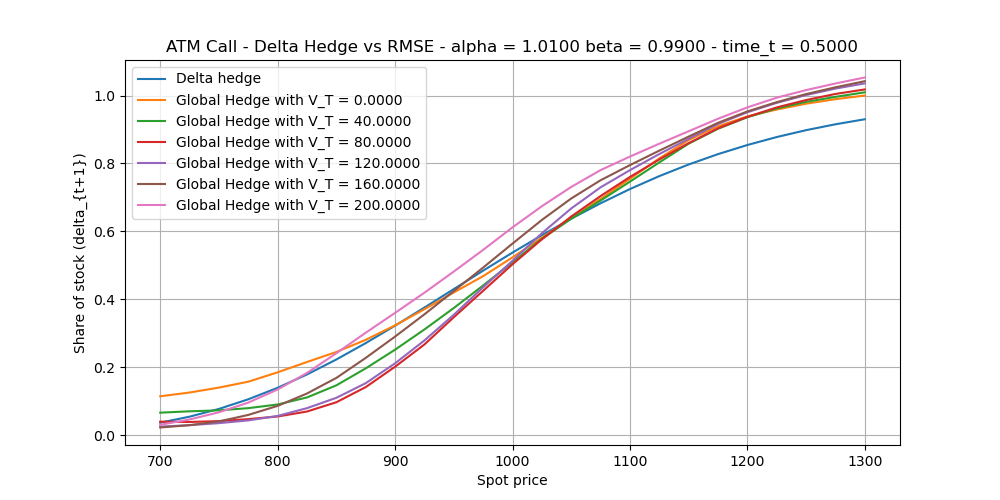 ATM Call - Delta Hedge vs RMSE - alpha = 1.0100 beta = 0.9900 - time_t = 0.5000
Delta hedge
Global Hedge with V_T = 0.0000
Global Hedge with V_T = 40.0000
Global Hedge with V_T = 80.0000
Global Hedge with V_T = 120.0000
Global Hedge with V_T = 160.0000
Global Hedge with V_T = 200.0000
Share of stock (delta_{t+1})
1.0
0.8
0.6
0.4
0.2
0.0
700 800 900 1000 1100 1200 1300
Spot price